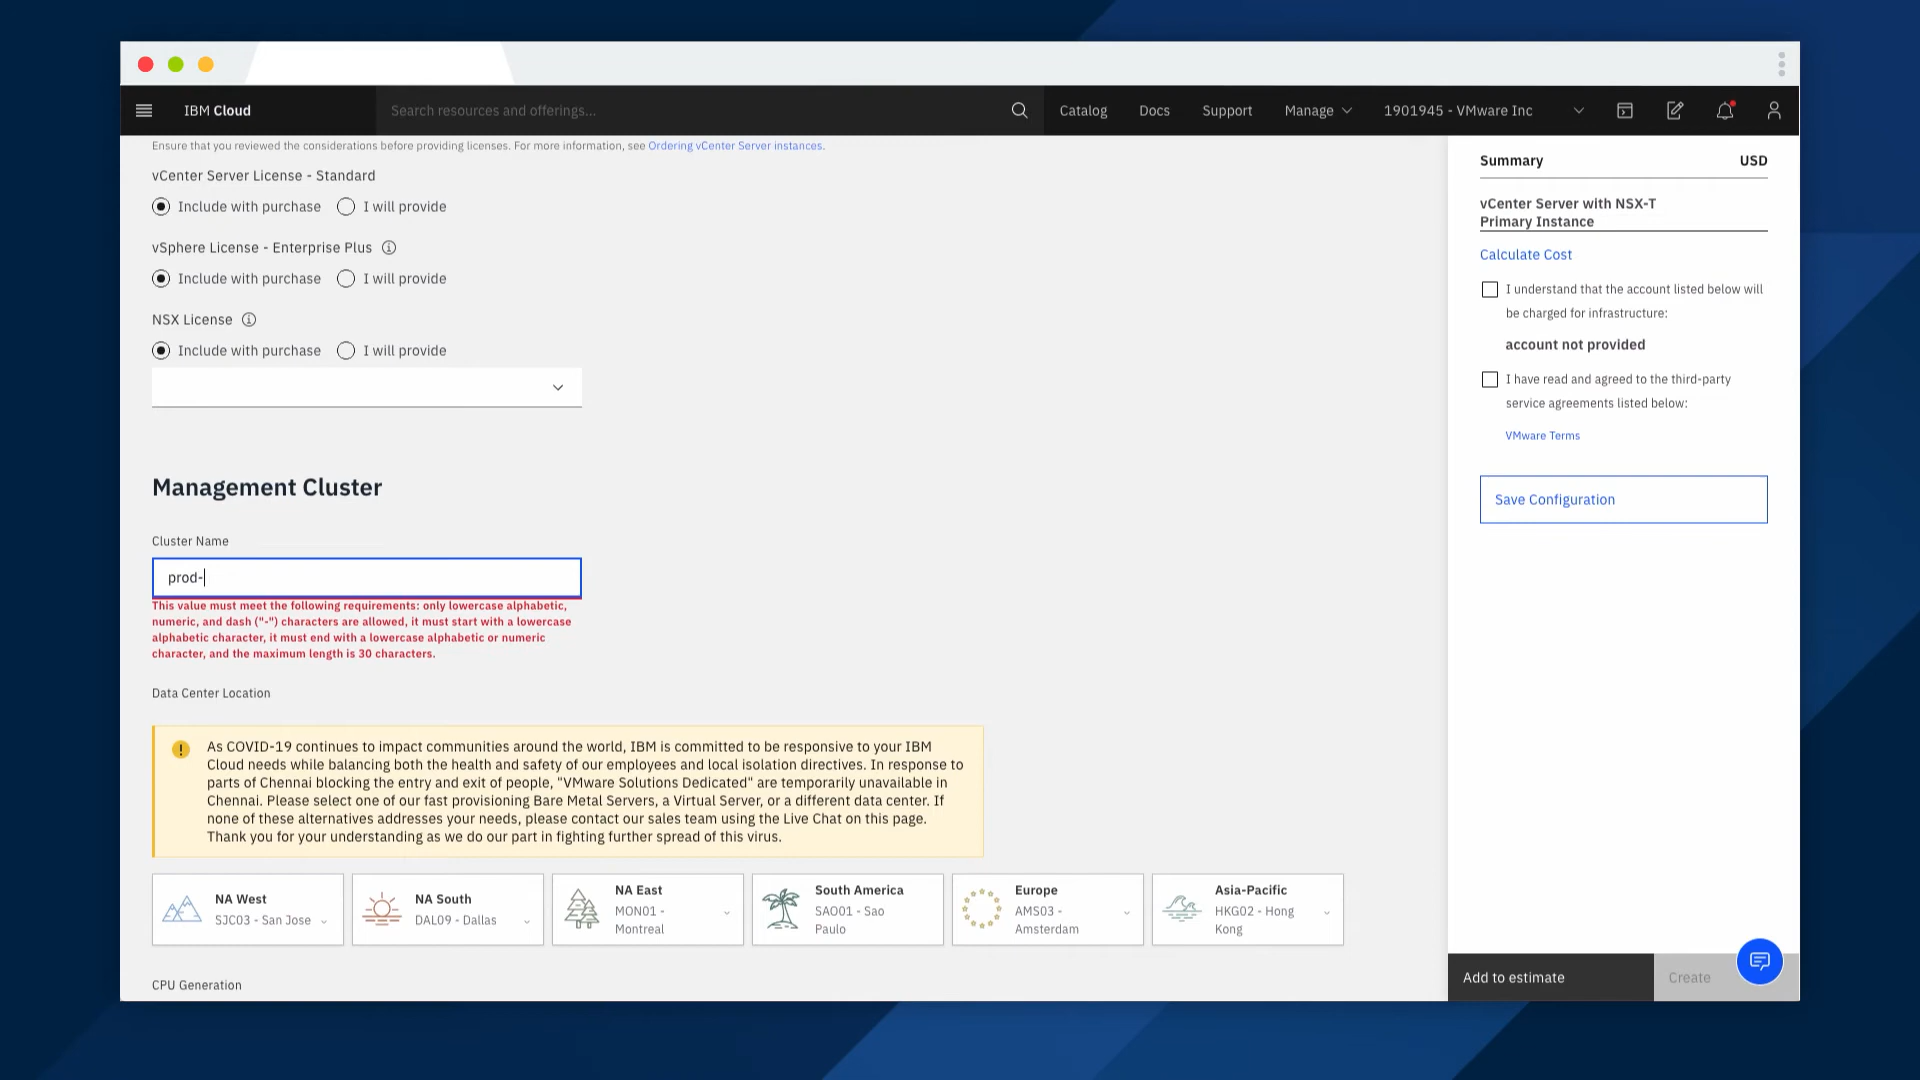 IBM Cloud
Search resources and offerings...
Catalog
Docs
Support
Manage
1901945 - VMware Inc
Ensure that you reviewed the considerations before providing licenses. For more information, see Ordering vCenter Server instances.
vCenter Server License - Standard
Include with purchase
I will provide
vSphere License - Enterprise Plus
Include with purchase
I will provide
NSX License
Include with purchase
I will provide
Management Cluster
Cluster Name
prod-
This value must meet the following requirements: only lowercase alphabetic,
numeric, and dash ("-") characters are allowed, it must start with a lowercase
alphabetic character, it must end with a lowercase alphabetic or numeric
character, and the maximum length is 30 characters.
Data Center Location
As COVID-19 continues to impact communities around the world, IBM is committed to be responsive to your IBM
Cloud needs while balancing both the health and safety of our employees and local isolation directives. In response to
parts of Chennai blocking the entry and exit of people, "VMware Solutions Dedicated" are temporarily unavailable in
Chennai. Please select one of our fast provisioning Bare Metal Servers, a Virtual Server, or a different data center. If
none of these alternatives addresses your needs, please contact our sales team using the Live Chat on this page.
Thank you for your understanding as we do our part in fighting further spread of this virus.
NA West
SJC03 - San Jose
NA South
DAL09 - Dallas
NA East
MON01 -
Montreal
South America
SAO01 - Sao
Paulo
Europe
AMS03 -
Amsterdam
Asia-Pacific
HKG02 - Hong
Kong
CPU Generation
Summary
USD
vCenter Server with NSX-T
Primary Instance
Calculate Cost
I understand that the account listed below will
be charged for infrastructure:
account not provided
I have read and agreed to the third-party
service agreements listed below:
VMware Terms
Save Configuration
Add to estimate
Create